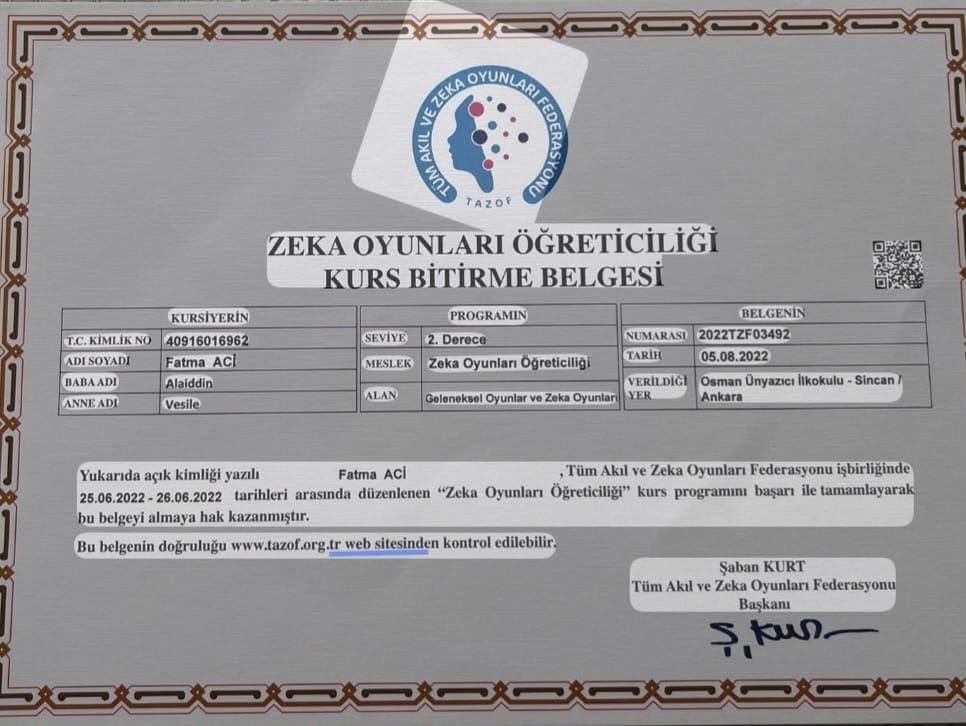 TÜM AKIL VE ZEKA OYUNLARI FEDERASYONU
TAZOF
ZEKA OYUNLARI ÖĞRETİCİLİĞİ
KURS BİTİRME BELGESİ
KURSİYERİN
T.C. KİMLİK NO 40916016962
ADI SOYADI Fatma ACİ
BABA ADI Alaiddin
ANNE ADI Vesile
PROGRAMIN
SEVİYE 2. Derece
MESLEK Zeka Oyunları Öğreticiliği
ALAN Geleneksel Oyunlar ve Zeka Oyunları
BELGENİN
NUMARASI 2022TZF03492
TARİH 05.08.2022
VERİLDİĞİ YER Osman Ünyazıcı İlkokulu - Sincan /
Ankara
Yukarıda açık kimliği yazılı Fatma ACİ , Tüm Akıl ve Zeka Oyunları Federasyonu işbirliğinde
25.06.2022 - 26.06.2022 tarihleri arasında düzenlenen “Zeka Oyunları Öğreticiliği” kurs programını başarı ile tamamlayarak
bu belgeyi almaya hak kazanmıştır.
Bu belgenin doğruluğu www.tazof.org.tr web sitesinden kontrol edilebilir.
Şaban KURT
Tüm Akıl ve Zeka Oyunları Federasyonu
Başkanı
Ş. Kurt